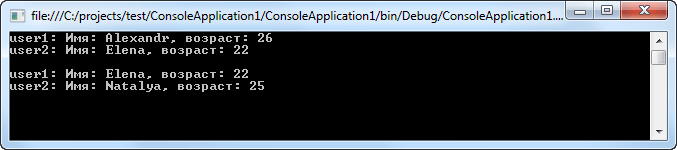 file:///C:/projects/test/ConsoleApplication1/ConsoleApplication1/bin/Debug/ConsoleApplication1....
user1: Имя: Alexandr, возраст: 26
user2: Имя: Elena, возраст: 22
user1: Имя: Elena, возраст: 22
user2: Имя: Natalya, возраст: 25